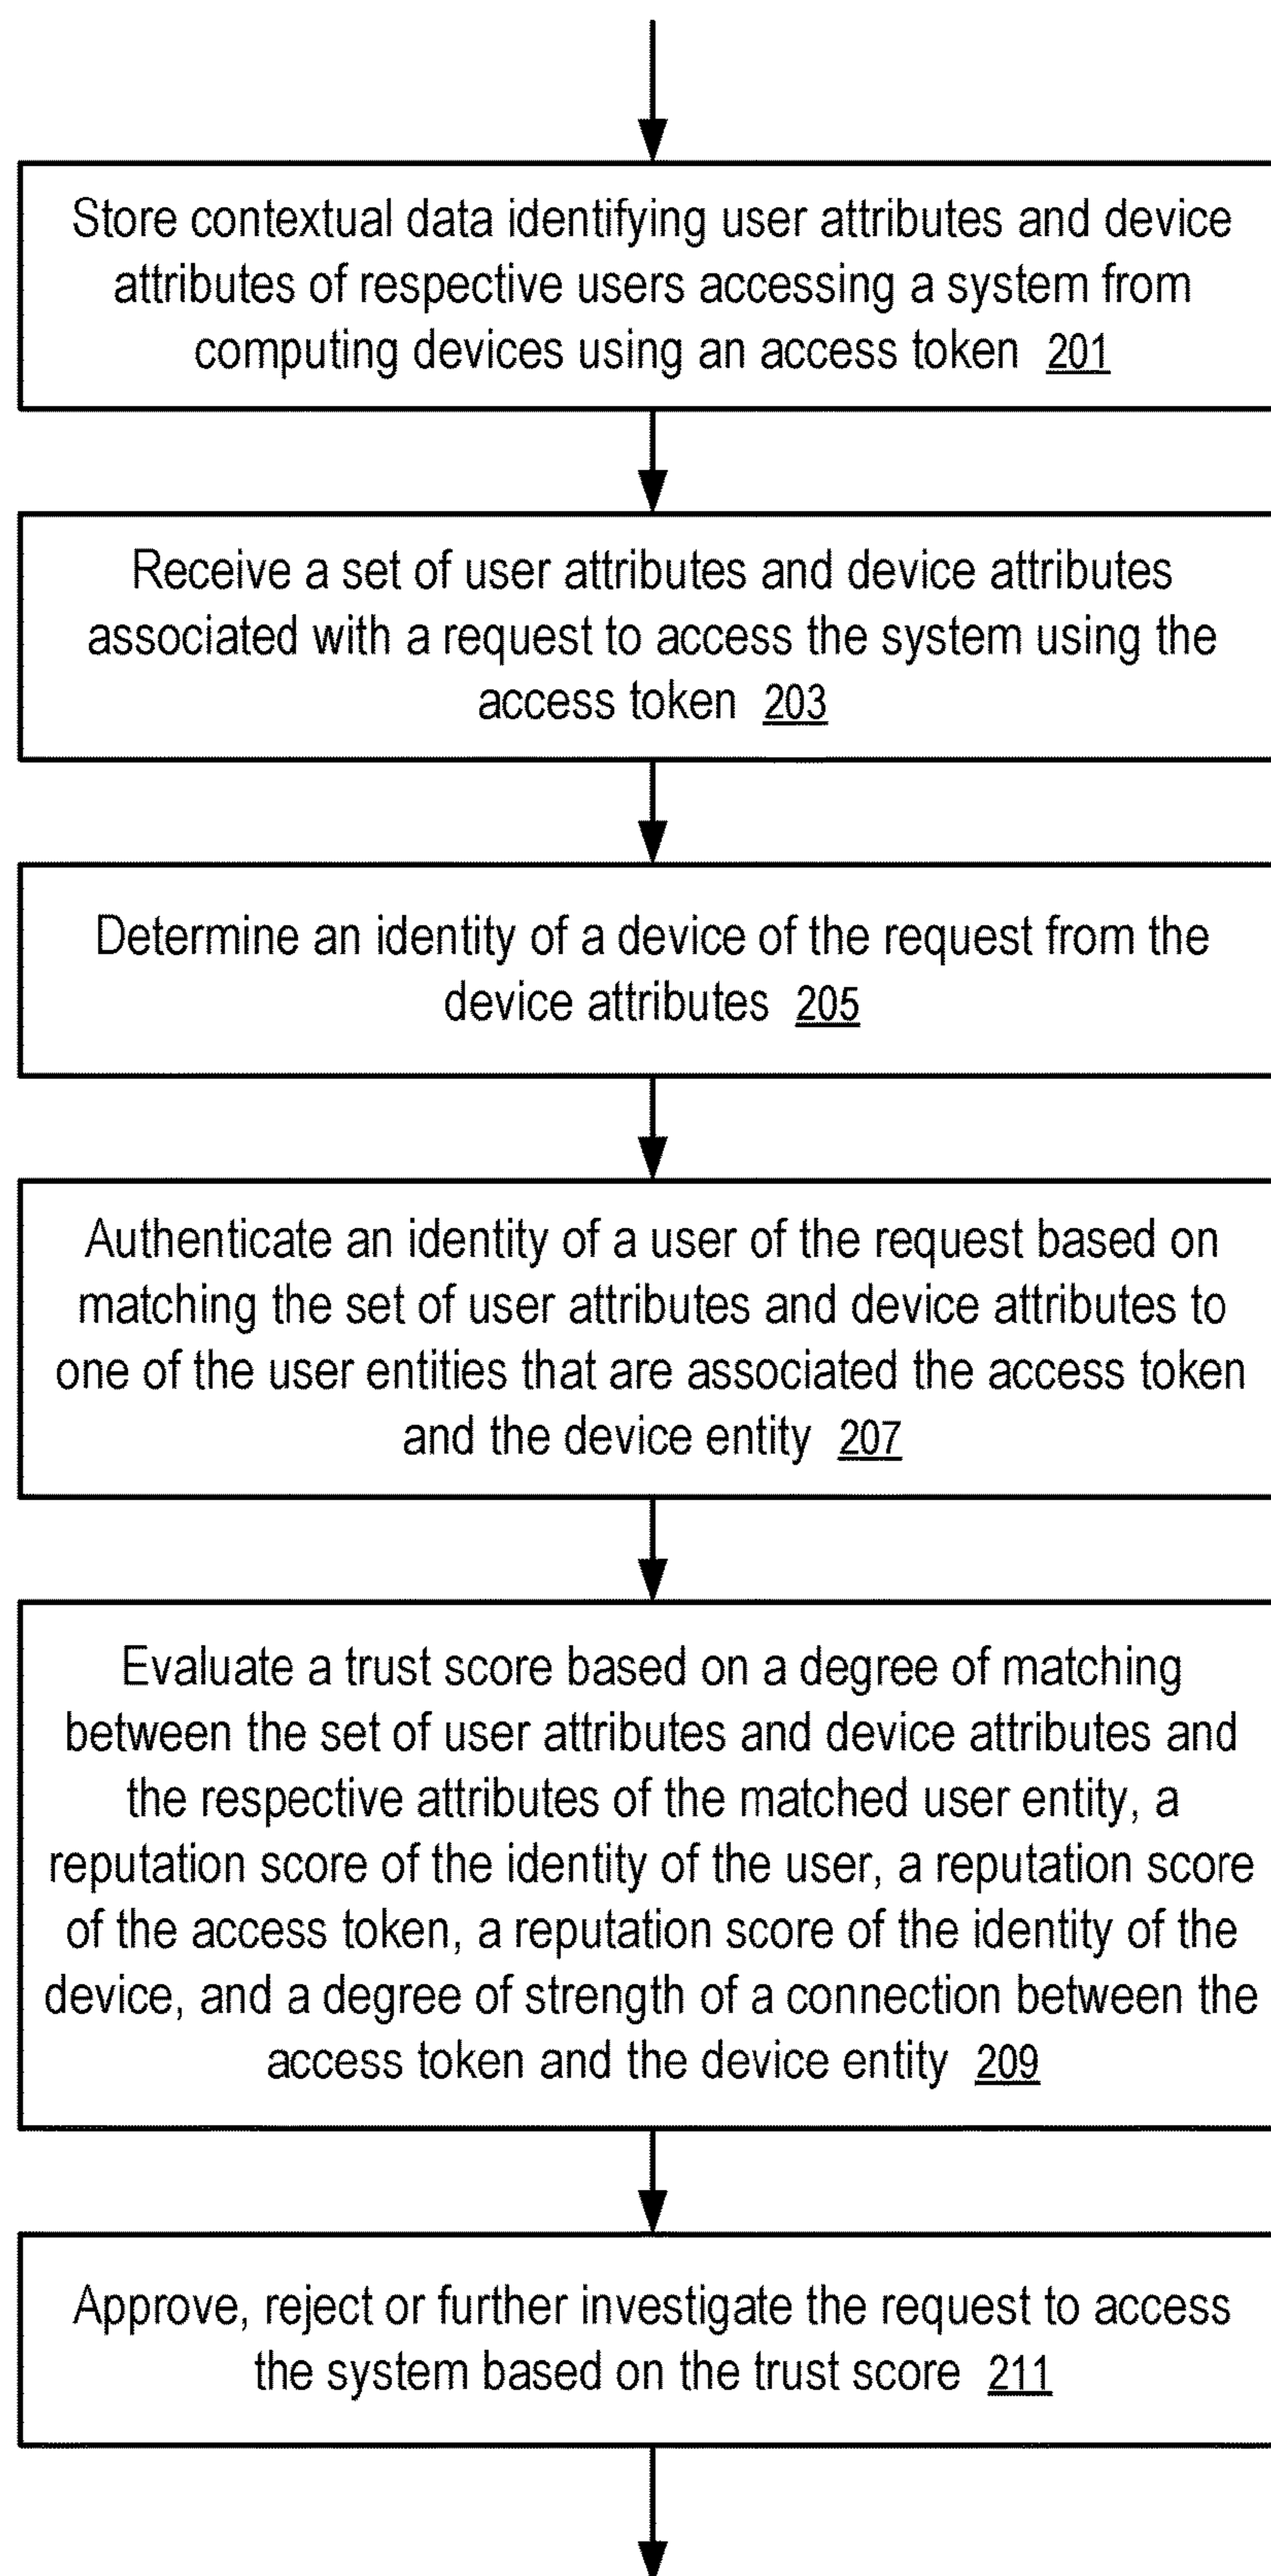 Store contextual data identifying user attributes and device
attributes of respective users accessing a system from
computing devices using an access token 201
Receive a set of user attributes and device attributes
associated with a request to access the system using the
access token 203
Determine an identity of a device of the request from the
device attributes 205
Authenticate an identity of a user of the request based on
matching the set of user attributes and device attributes to
one of the user entities that are associated the access token
and the device entity 207
Evaluate a trust score based on a degree of matching
between the set of user attributes and device attributes and
the respective attributes of the matched user entity, a
reputation score of the identity of the user, a reputation score
of the access token, a reputation score of the identity of the
device, and a degree of strength of a connection between the
access token and the device entity 209
Approve, reject or further investigate the request to access
the system based on the trust score 211